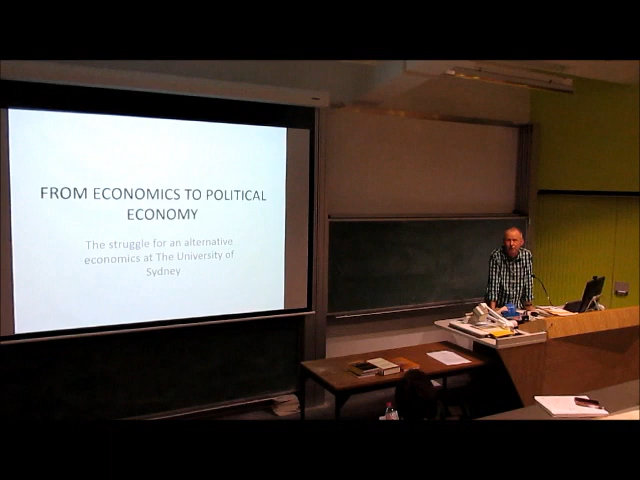 FROM ECONOMICS TO POLITICAL
ECONOMY
The struggle for an alternative
economics at The University of
Sydney